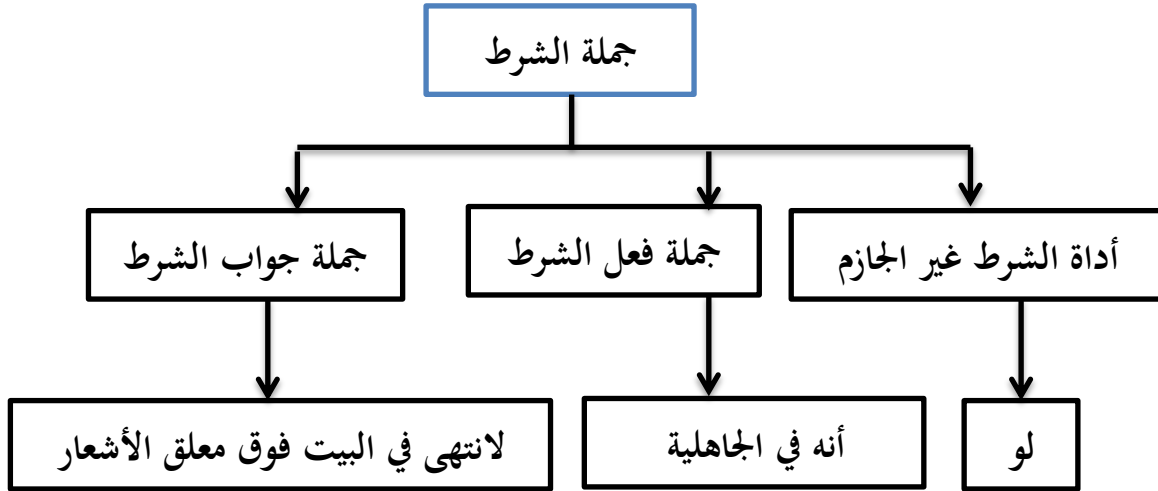 جملة الشرط
أداة الشرط غير الجازم
جملة فعل الشرط
جملة جواب الشرط
لو
أنه في الجاهلية
لانتهى في البيت فوق معلق الأشعار